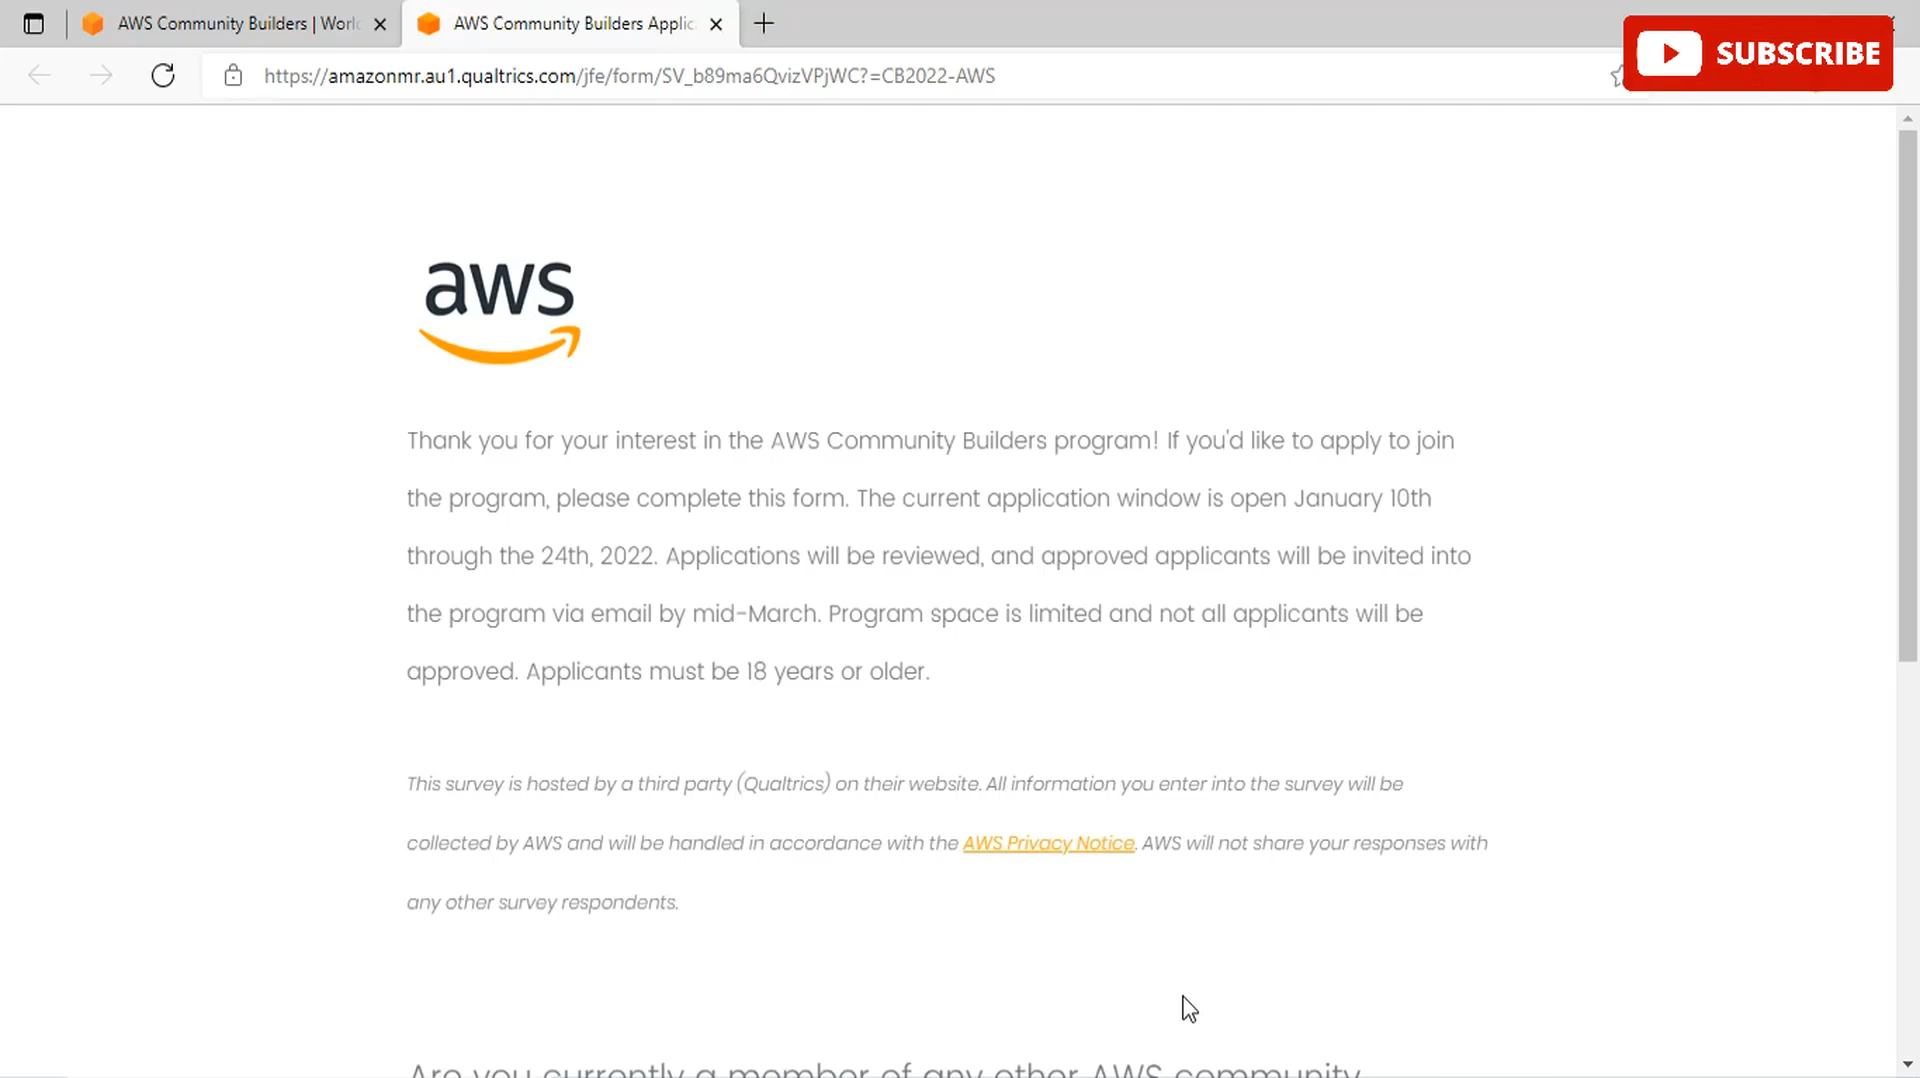 AWS Community Builders | Worl
AWS Community Builders Applic
SUBSCRIBE
https://amazonmr.au1.qualtrics.com/jfe/form/SV_b89ma6QvizVPjWC?=CB2022-AWS
aws
Thank you for your interest in the AWS Community Builders program! If you'd like to apply to join
the program, please complete this form. The current application window is open January 10th
through the 24th, 2022. Applications will be reviewed, and approved applicants will be invited into
the program via email by mid-March. Program space is limited and not all applicants will be
approved. Applicants must be 18 years or older.
This survey is hosted by a third party (Qualtrics) on their website. All information you enter into the survey will be
collected by AWS and will be handled in accordance with the AWS Privacy Notice. AWS will not share your responses with
any other survey respondents.
Are you currently a member of any other AWS community